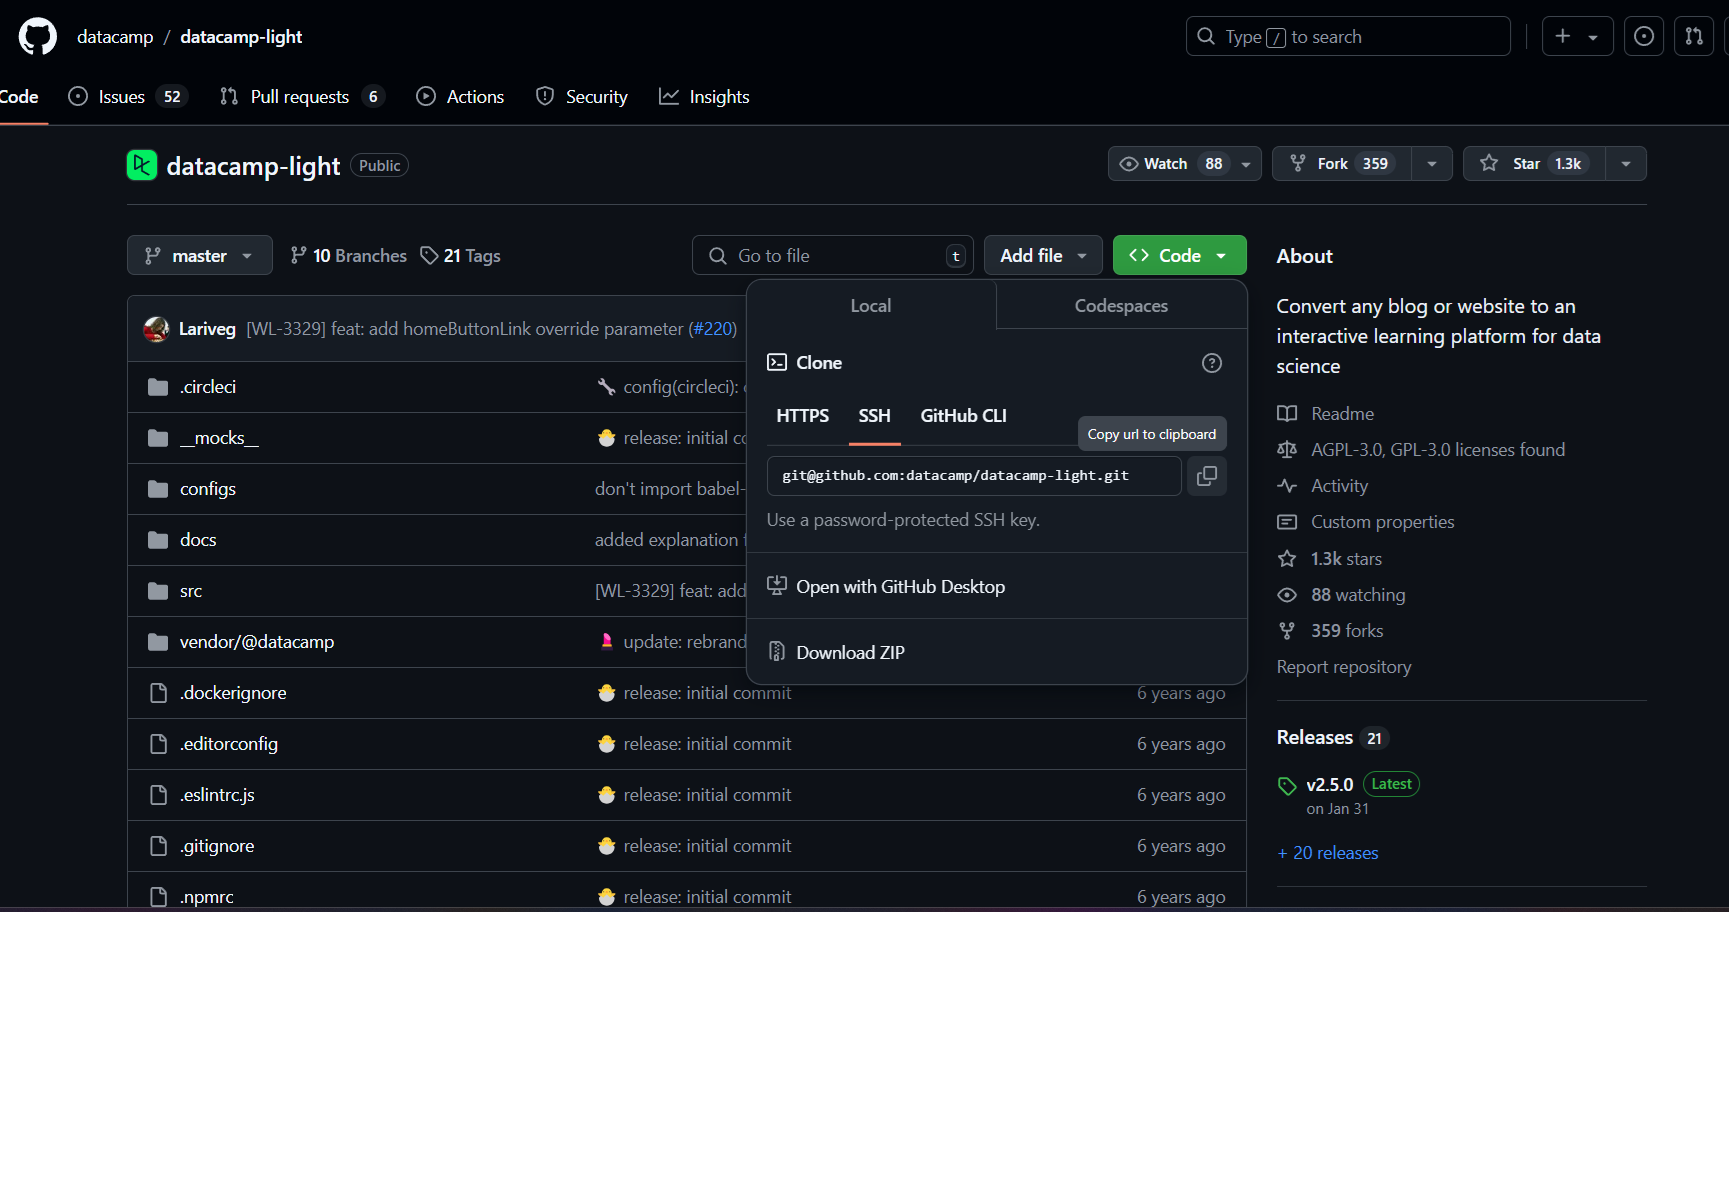 datacamp / datacamp-light
Type / to search
Code
Issues 52
Pull requests 6
Actions
Security
Insights
datacamp-light Public
Watch 88
Fork 359
Star 1.3k
master
10 Branches
21 Tags
Go to file t
Add file
Code
Lariveg [WL-3329] feat: add homeButtonLink override parameter (#220)
.circleci config(circleci):
__mocks__ release: initial
configs don't import babel-
docs added explanation
src [WL-3329] feat: add
vendor/@datacamp update: rebrand
.dockerignore release: initial commit 6 years ago
.editorconfig release: initial commit 6 years ago
.eslintrc.js release: initial commit 6 years ago
.gitignore release: initial commit 6 years ago
.npmrc release: initial commit 6 years ago
Local
Codespaces
Clone
HTTPS SSH GitHub CLI
Copy url to clipboard
git@github.com:datacamp/datacamp-light.git
Use a password-protected SSH key.
Open with GitHub Desktop
Download ZIP
About
Convert any blog or website to an
interactive learning platform for data
science
Readme
AGPL-3.0, GPL-3.0 licenses found
Activity
Custom properties
1.3k stars
88 watching
359 forks
Report repository
Releases 21
v2.5.0 Latest
on Jan 31
+ 20 releases